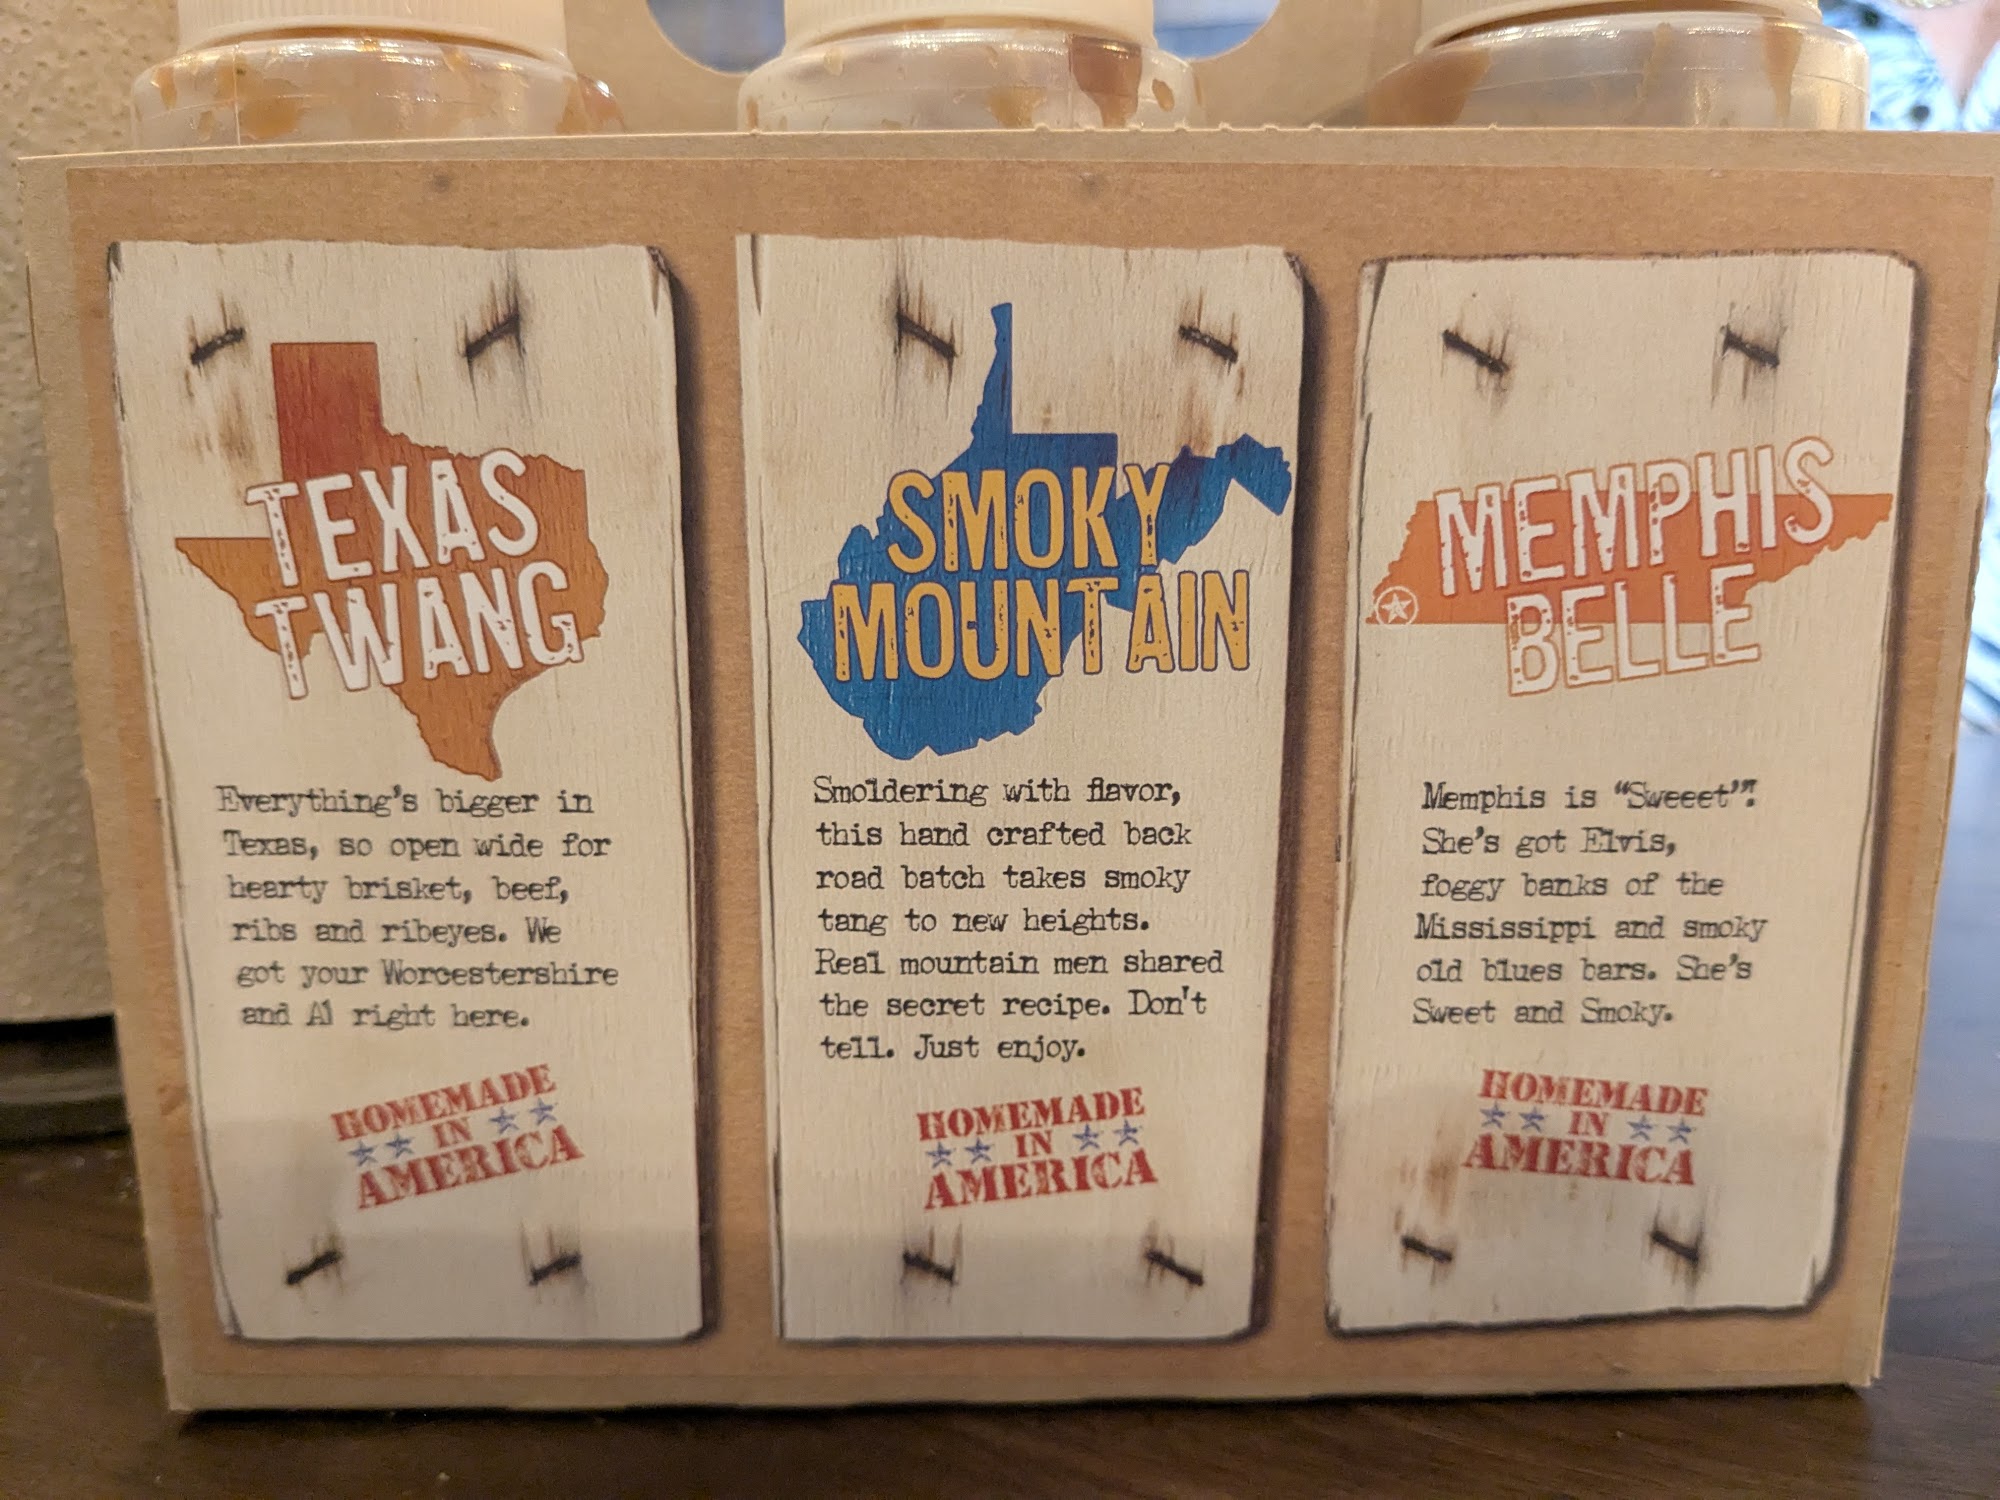 TEXAS
TWANG
Everything's bigger in
Texas, so open wide for
hearty brisket, beef,
ribs and ribeyes. We
got your Worcestershire
and A1 right here.
HOMEMADE
IN
AMERICA
SMOKY
MOUNTAIN
Smoldering with flavor,
this hand crafted back
road batch takes smoky
tang to new heights.
Real mountain men shared
the secret recipe. Don't
tell. Just enjoy.
HOMEMADE
IN
AMERICA
MEMPHIS
BELLE
Memphis is “Sweeet”!
She's got Elvis,
foggy banks of the
Mississippi and smoky
old blues bars. She's
Sweet and Smoky.
HOMEMADE
IN
AMERICA